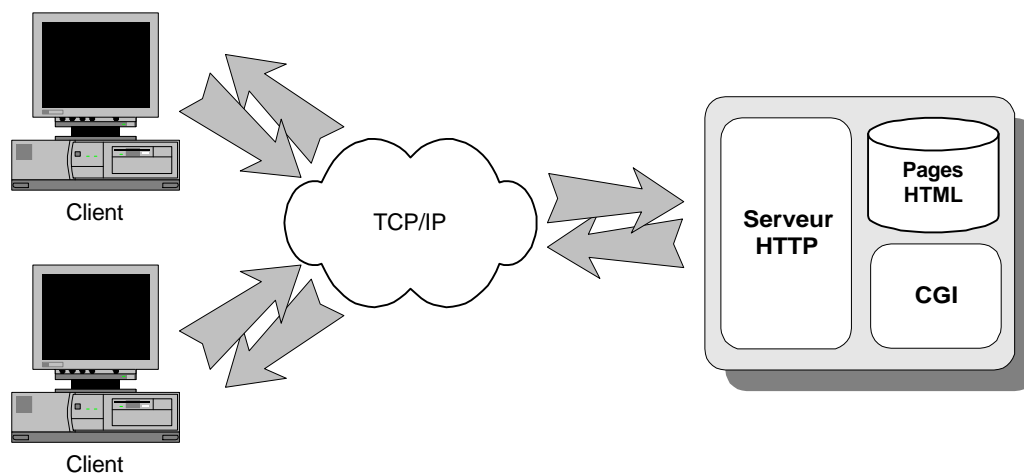 Client
TCP/IP
Serveur
HTTP
Pages
HTML
CGI
Client